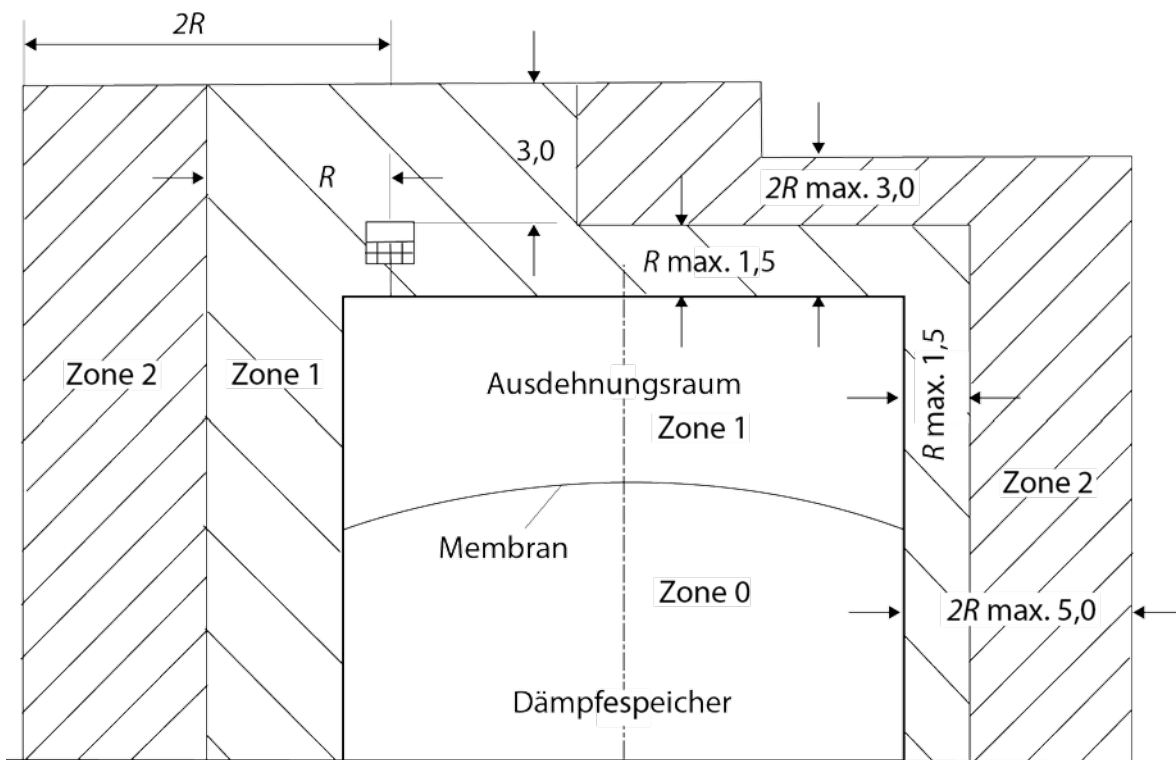 2R
3,0
R
2R max. 3,0
R max. 1,5
Zone 2
Zone 1
Ausdehnungsraum
R max. 1,5
Zone 1
Zone 2
Membran
Zone 0
2R max. 5,0
Dämpfespeicher